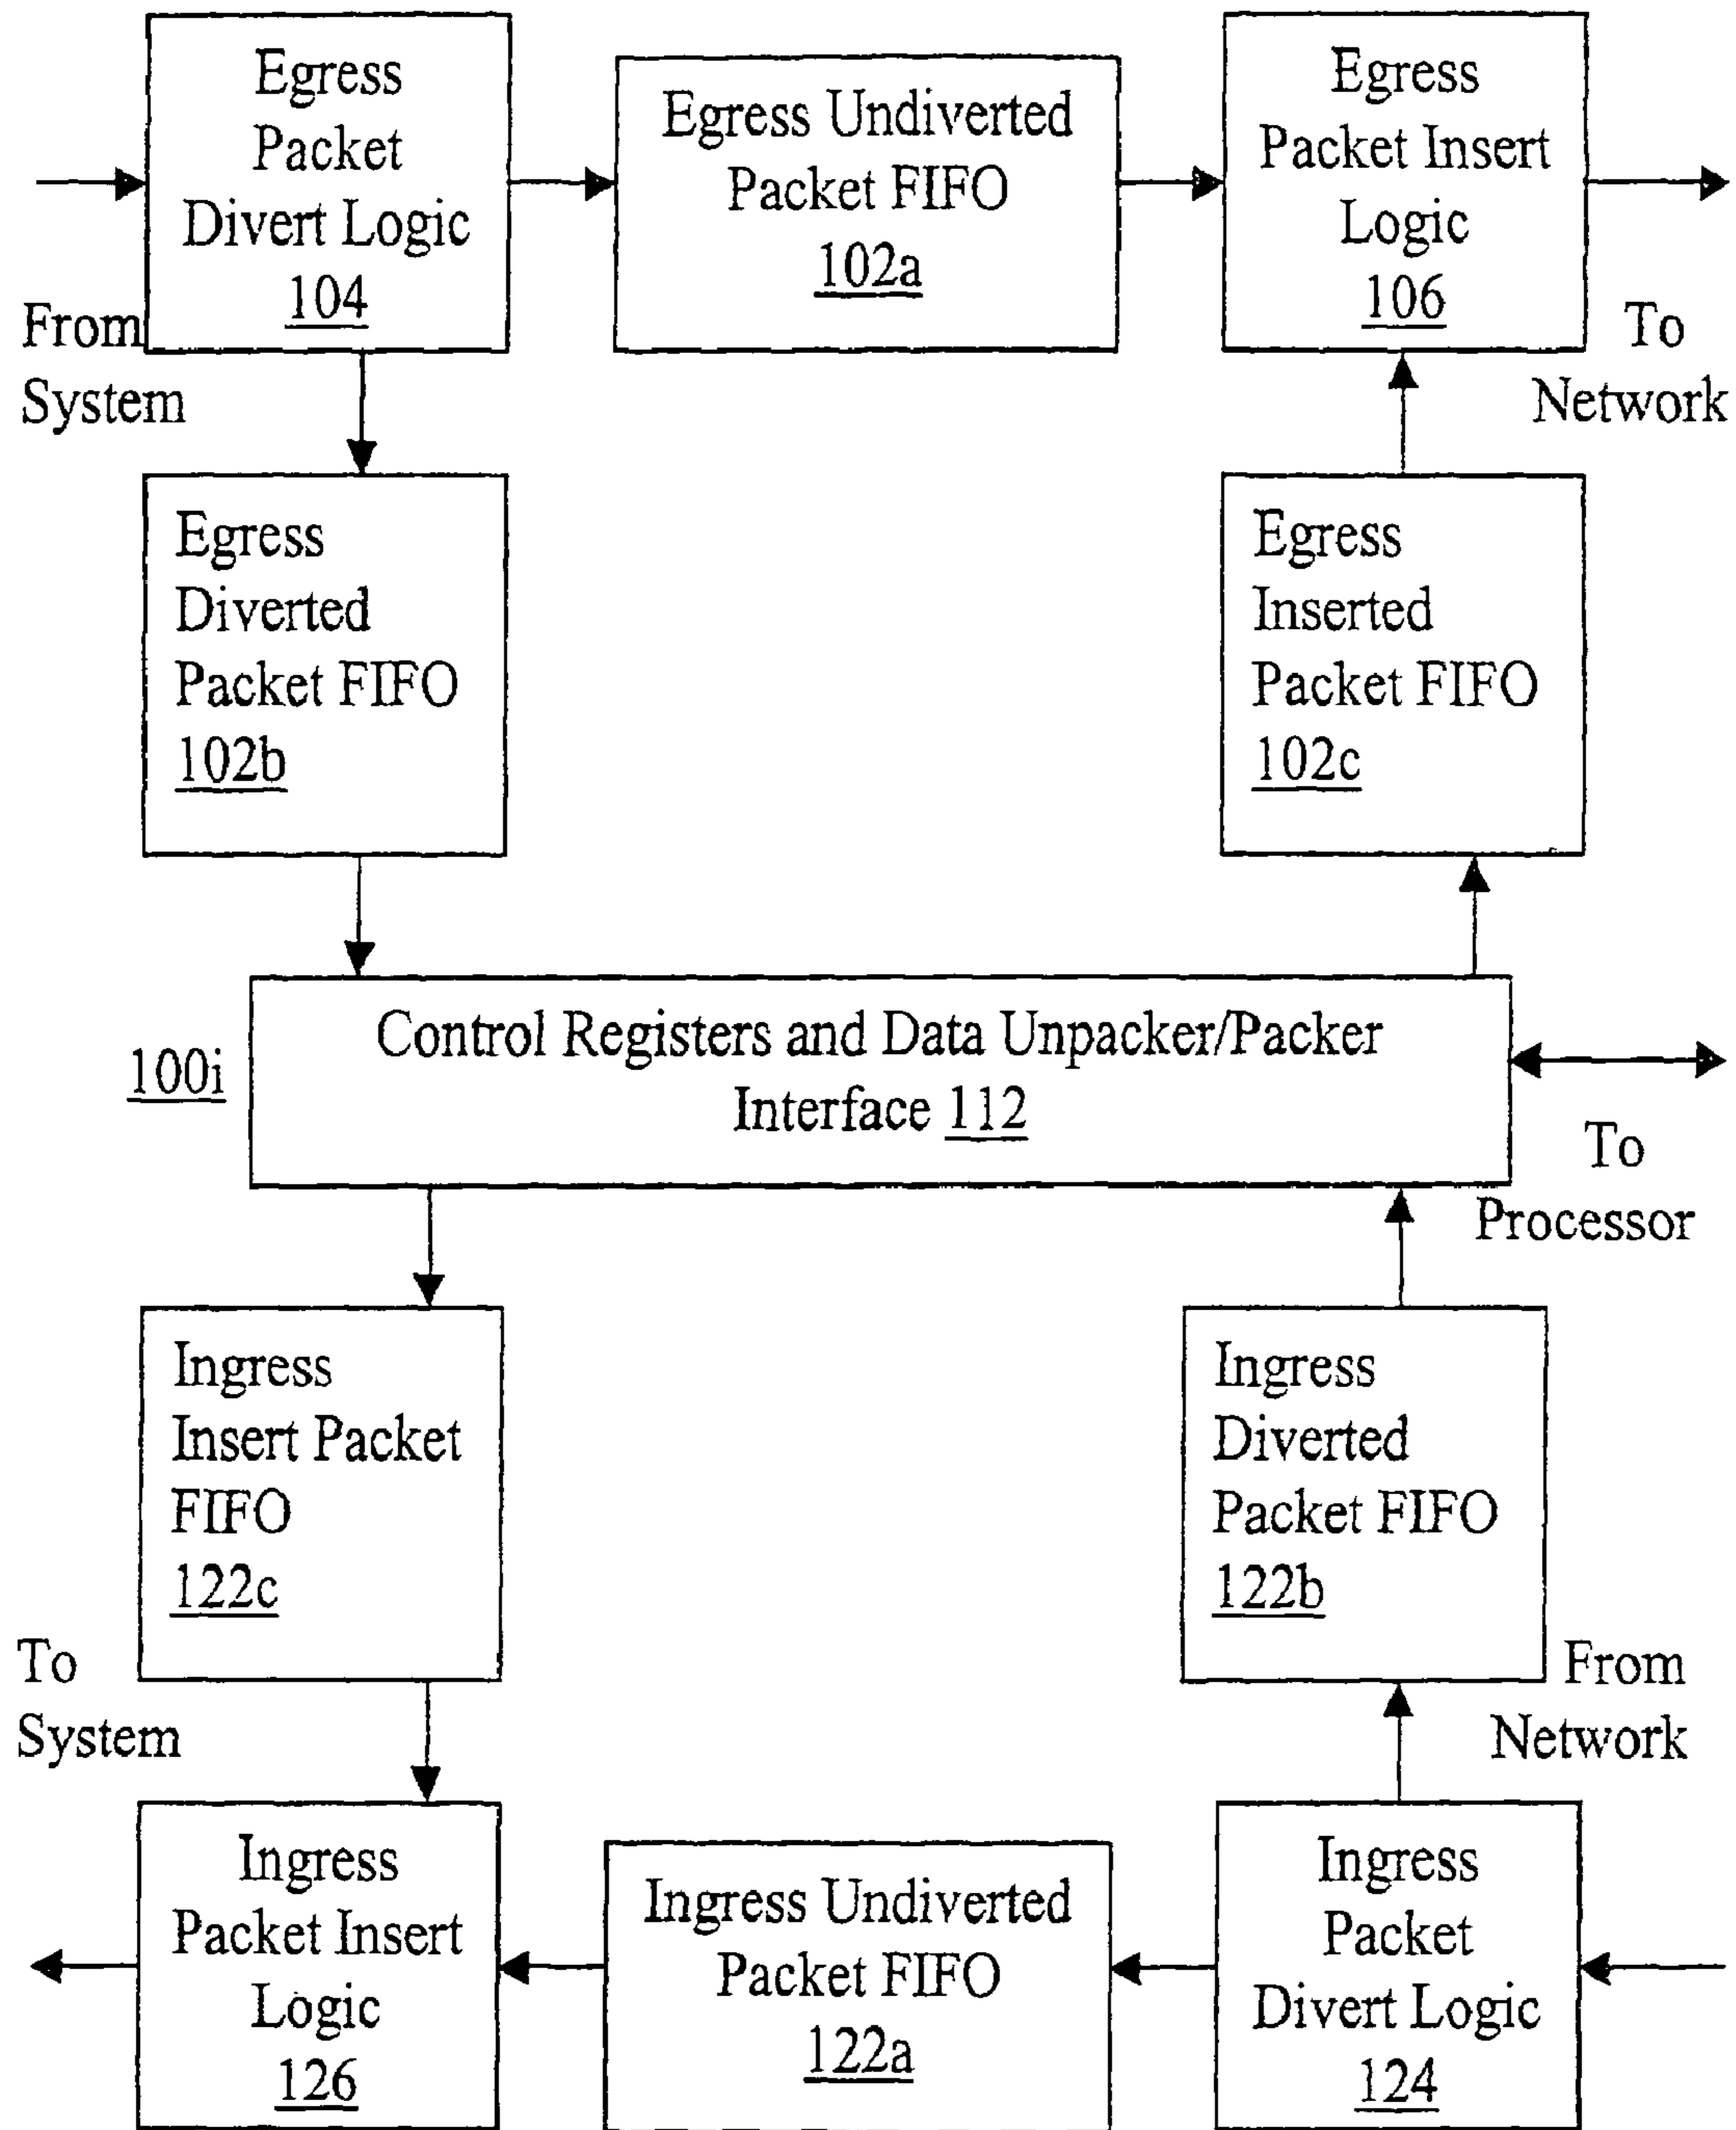 Egress
Packet
Divert Logic
104
Egress Undiverted
Packet FIFO
102a
Egress
Packet Insert
Logic
106
From
System
To
Network
Egress
Diverted
Packet FIFO
102b
Egress
Inserted
Packet FIFO
102c
100i
Control Registers and Data Unpacker/Packer
Interface 112
To
Processor
Ingress
Insert Packet
FIFO
122c
Ingress
Diverted
Packet FIFO
122b
To
System
From
Network
Ingress
Packet Insert
Logic
126
Ingress Undiverted
Packet FIFO
122a
Ingress
Packet
Divert Logic
124